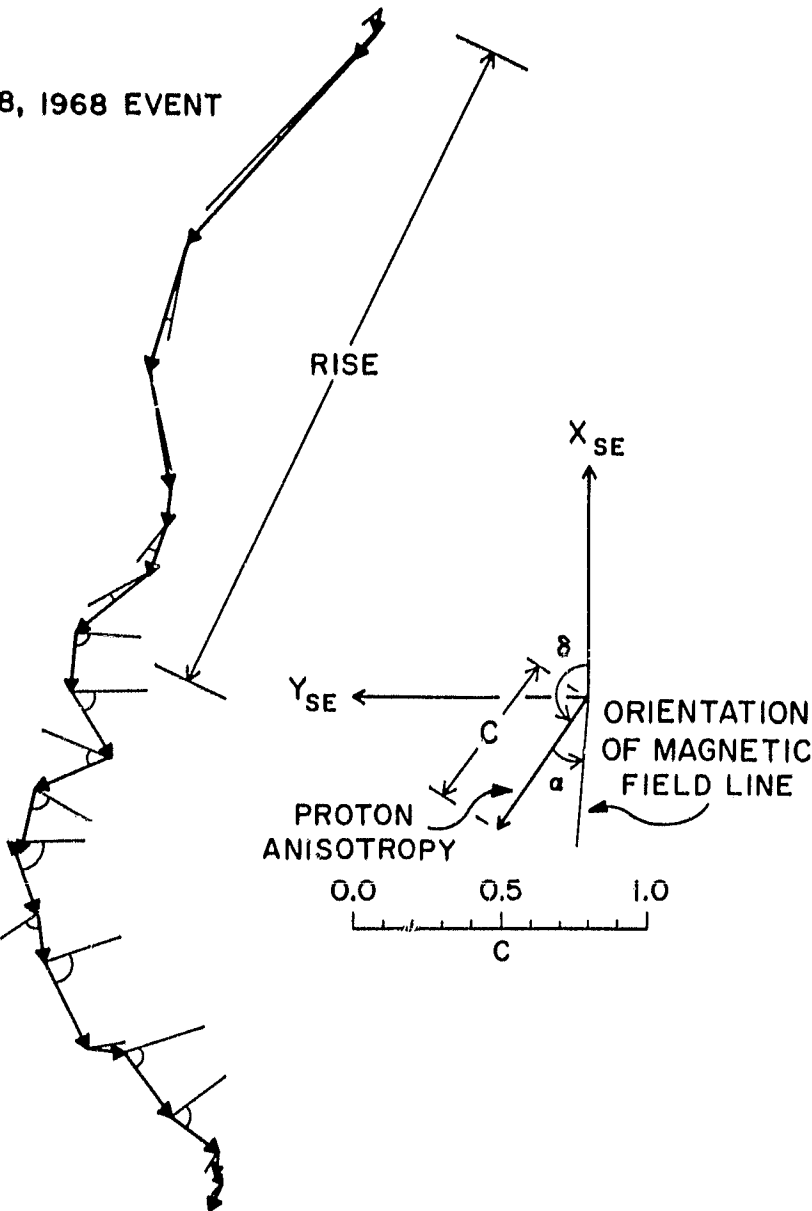 8, 1968 EVENT
RISE
X SE
δ
Y SE
C
α
ORIENTATION
OF MAGNETIC
FIELD LINE
PROTON
ANISOTROPY
0.0 0.5 1.0
C